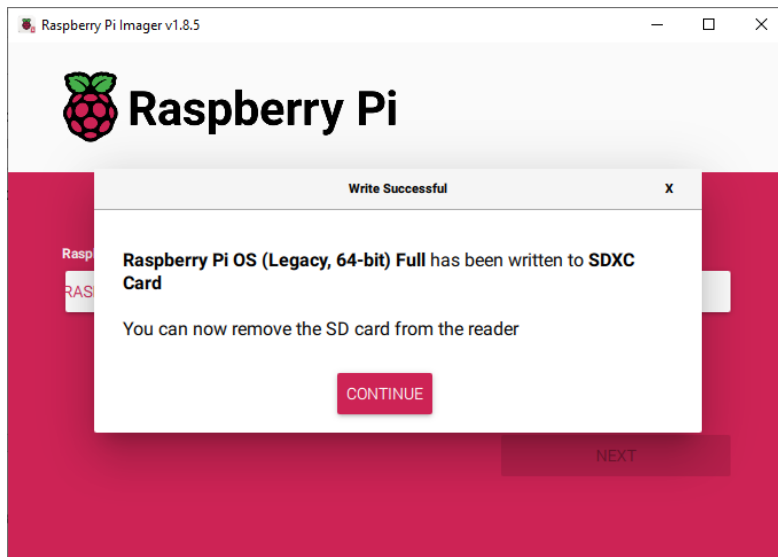 Raspberry Pi Imager v1.8.5
Raspberry Pi
Write Successful
X
Raspberry Pi OS (Legacy, 64-bit) Full has been written to SDXC
Card
You can now remove the SD card from the reader
CONTINUE
NEXT